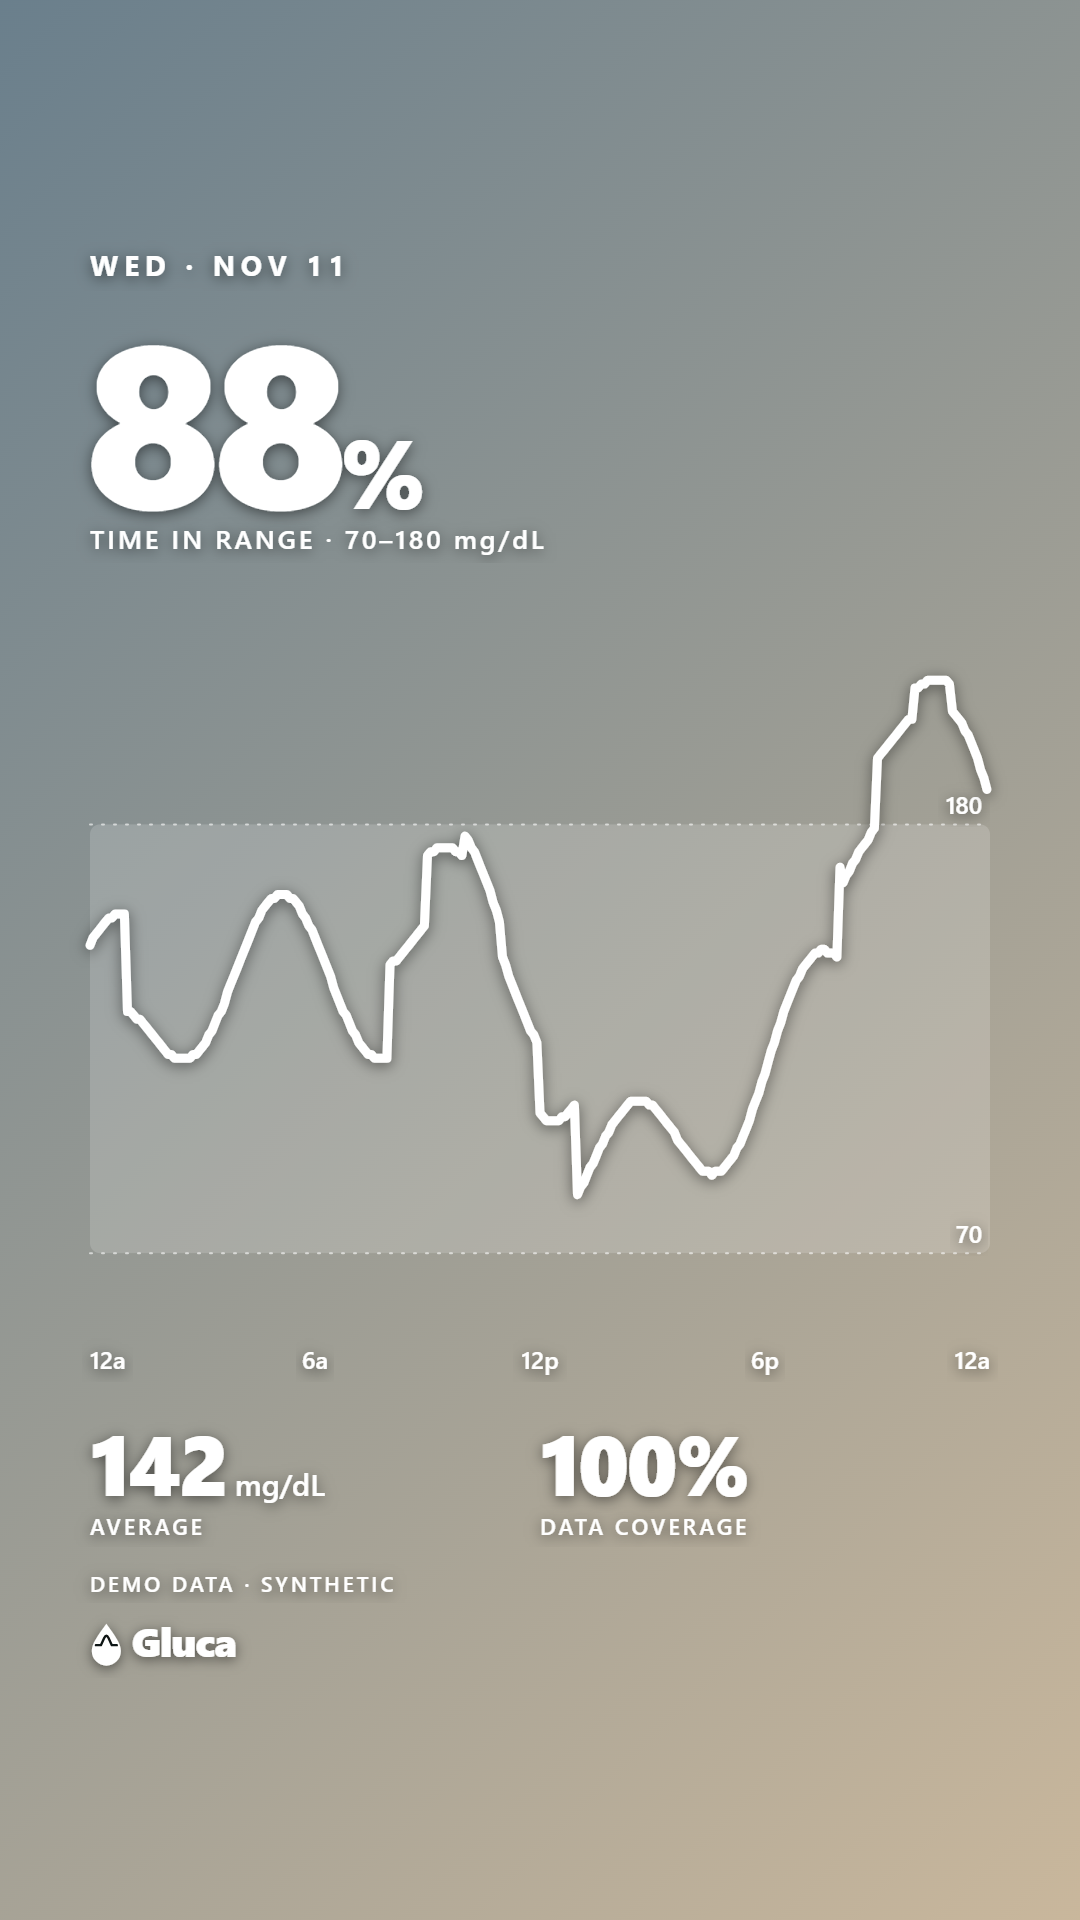 WED · NOV 11
88%
TIME IN RANGE · 70–180 mg/dL
180
70
12a 6a 12p 6p 12a
142 mg/dL 100%
AVERAGE DATA COVERAGE
DEMO DATA · SYNTHETIC
Gluca